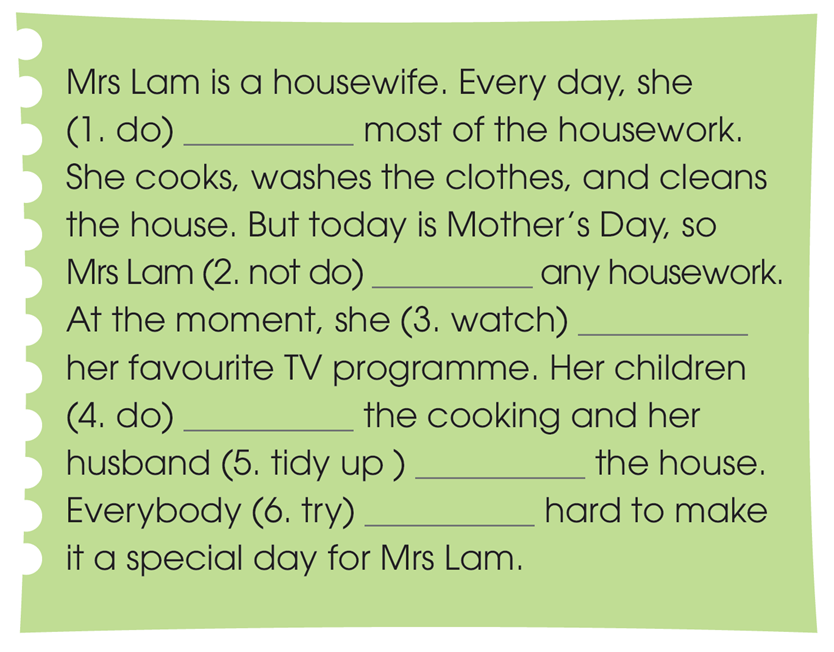 Mrs Lam is a housewife. Every day, she
(1. do) __________ most of the housework.
She cooks, washes the clothes, and cleans
the house. But today is Mother's Day, so
Mrs Lam (2. not do) __________ any housework.
At the moment, she (3. watch) __________
her favourite TV programme. Her children
(4. do) __________ the cooking and her
husband (5. tidy up ) __________ the house.
Everybody (6. try) __________ hard to make
it a special day for Mrs Lam.